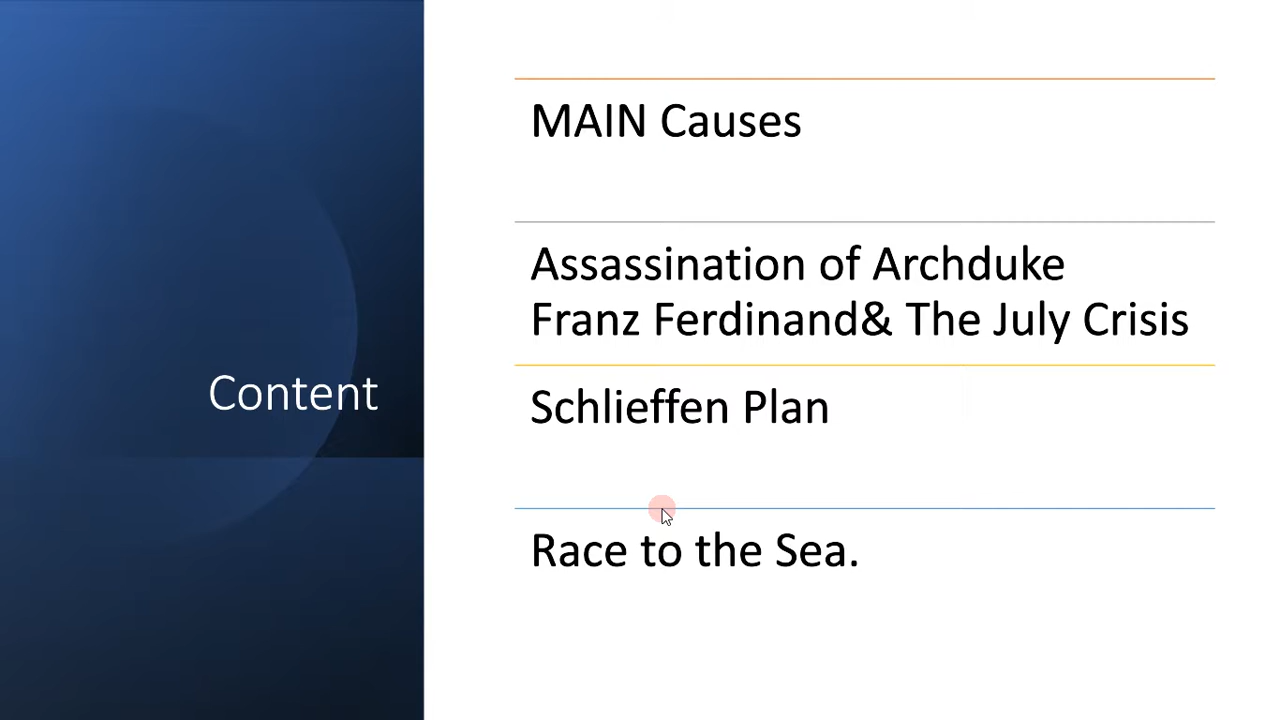 Content
MAIN Causes
Assassination of Archduke
Franz Ferdinand& The July Crisis
Schlieffen Plan
Race to the Sea.